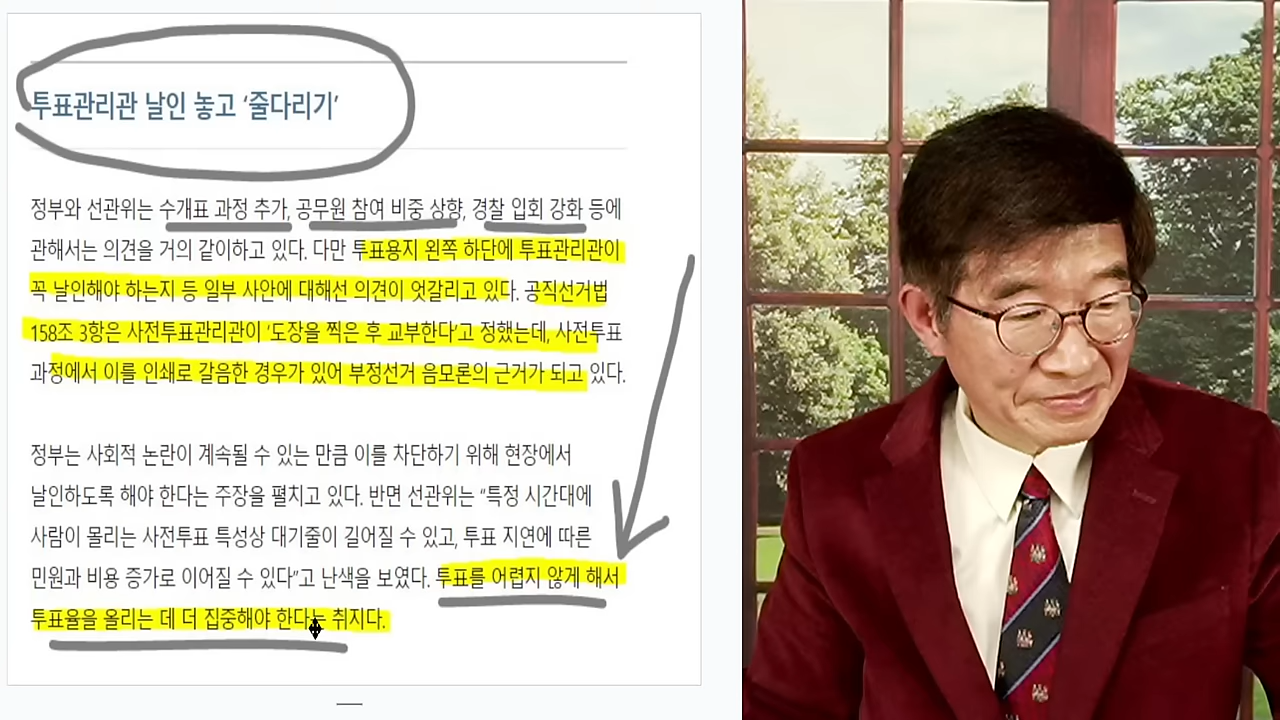 투표관리관 날인 놓고 ‘줄다리기’
정부와 선관위는 수개표 과정 추가, 공무원 참여 비중 상향, 경찰 입회 강화 등에
관해서는 의견을 거의 같이하고 있다. 다만 투표용지 왼쪽 하단에 투표관리관이
꼭 날인해야 하는지 등 일부 사안에 대해선 의견이 엇갈리고 있다. 공직선거법
158조 3항은 사전투표관리관이 ‘도장을 찍은 후 교부한다’고 정했는데, 사전투표
과정에서 이를 인쇄로 갈음한 경우가 있어 부정선거 음모론의 근거가 되고 있다.
정부는 사회적 논란이 계속될 수 있는 만큼 이를 차단하기 위해 현장에서
날인하도록 해야 한다는 주장을 펼치고 있다. 반면 선관위는 “특정 시간대에
사람이 몰리는 사전투표 특성상 대기줄이 길어질 수 있고, 투표 지연에 따른
민원과 비용 증가로 이어질 수 있다”고 난색을 보였다. 투표를 어렵지 않게 해서
투표율을 올리는 데 더 집중해야 한다는 취지다.